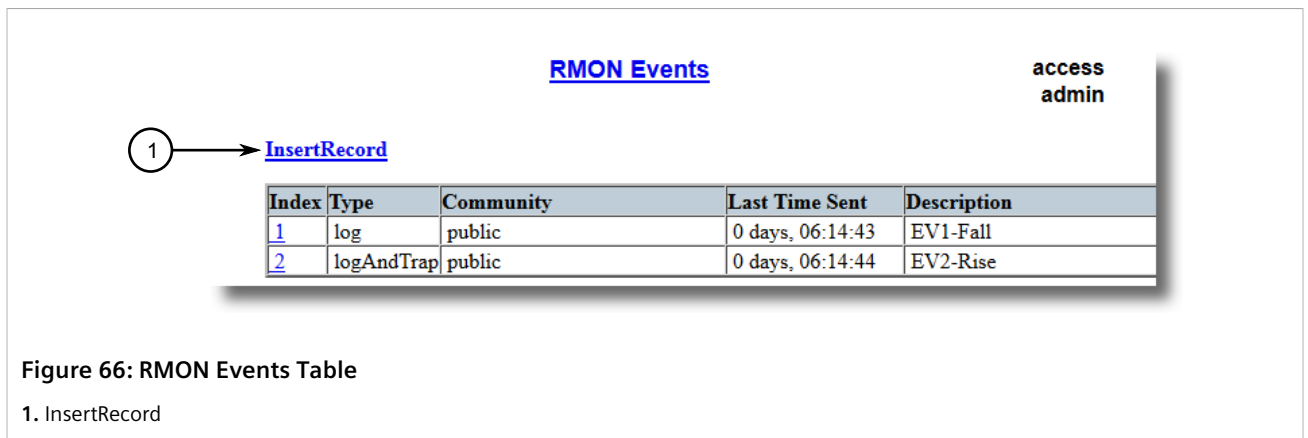 RMON Events
access
admin
1
InsertRecord
Index Type Community Last Time Sent Description
1 log public 0 days, 06:14:43 EV1-Fall
2 logAndTrap public 0 days, 06:14:44 EV2-Rise
Figure 66: RMON Events Table
1. InsertRecord